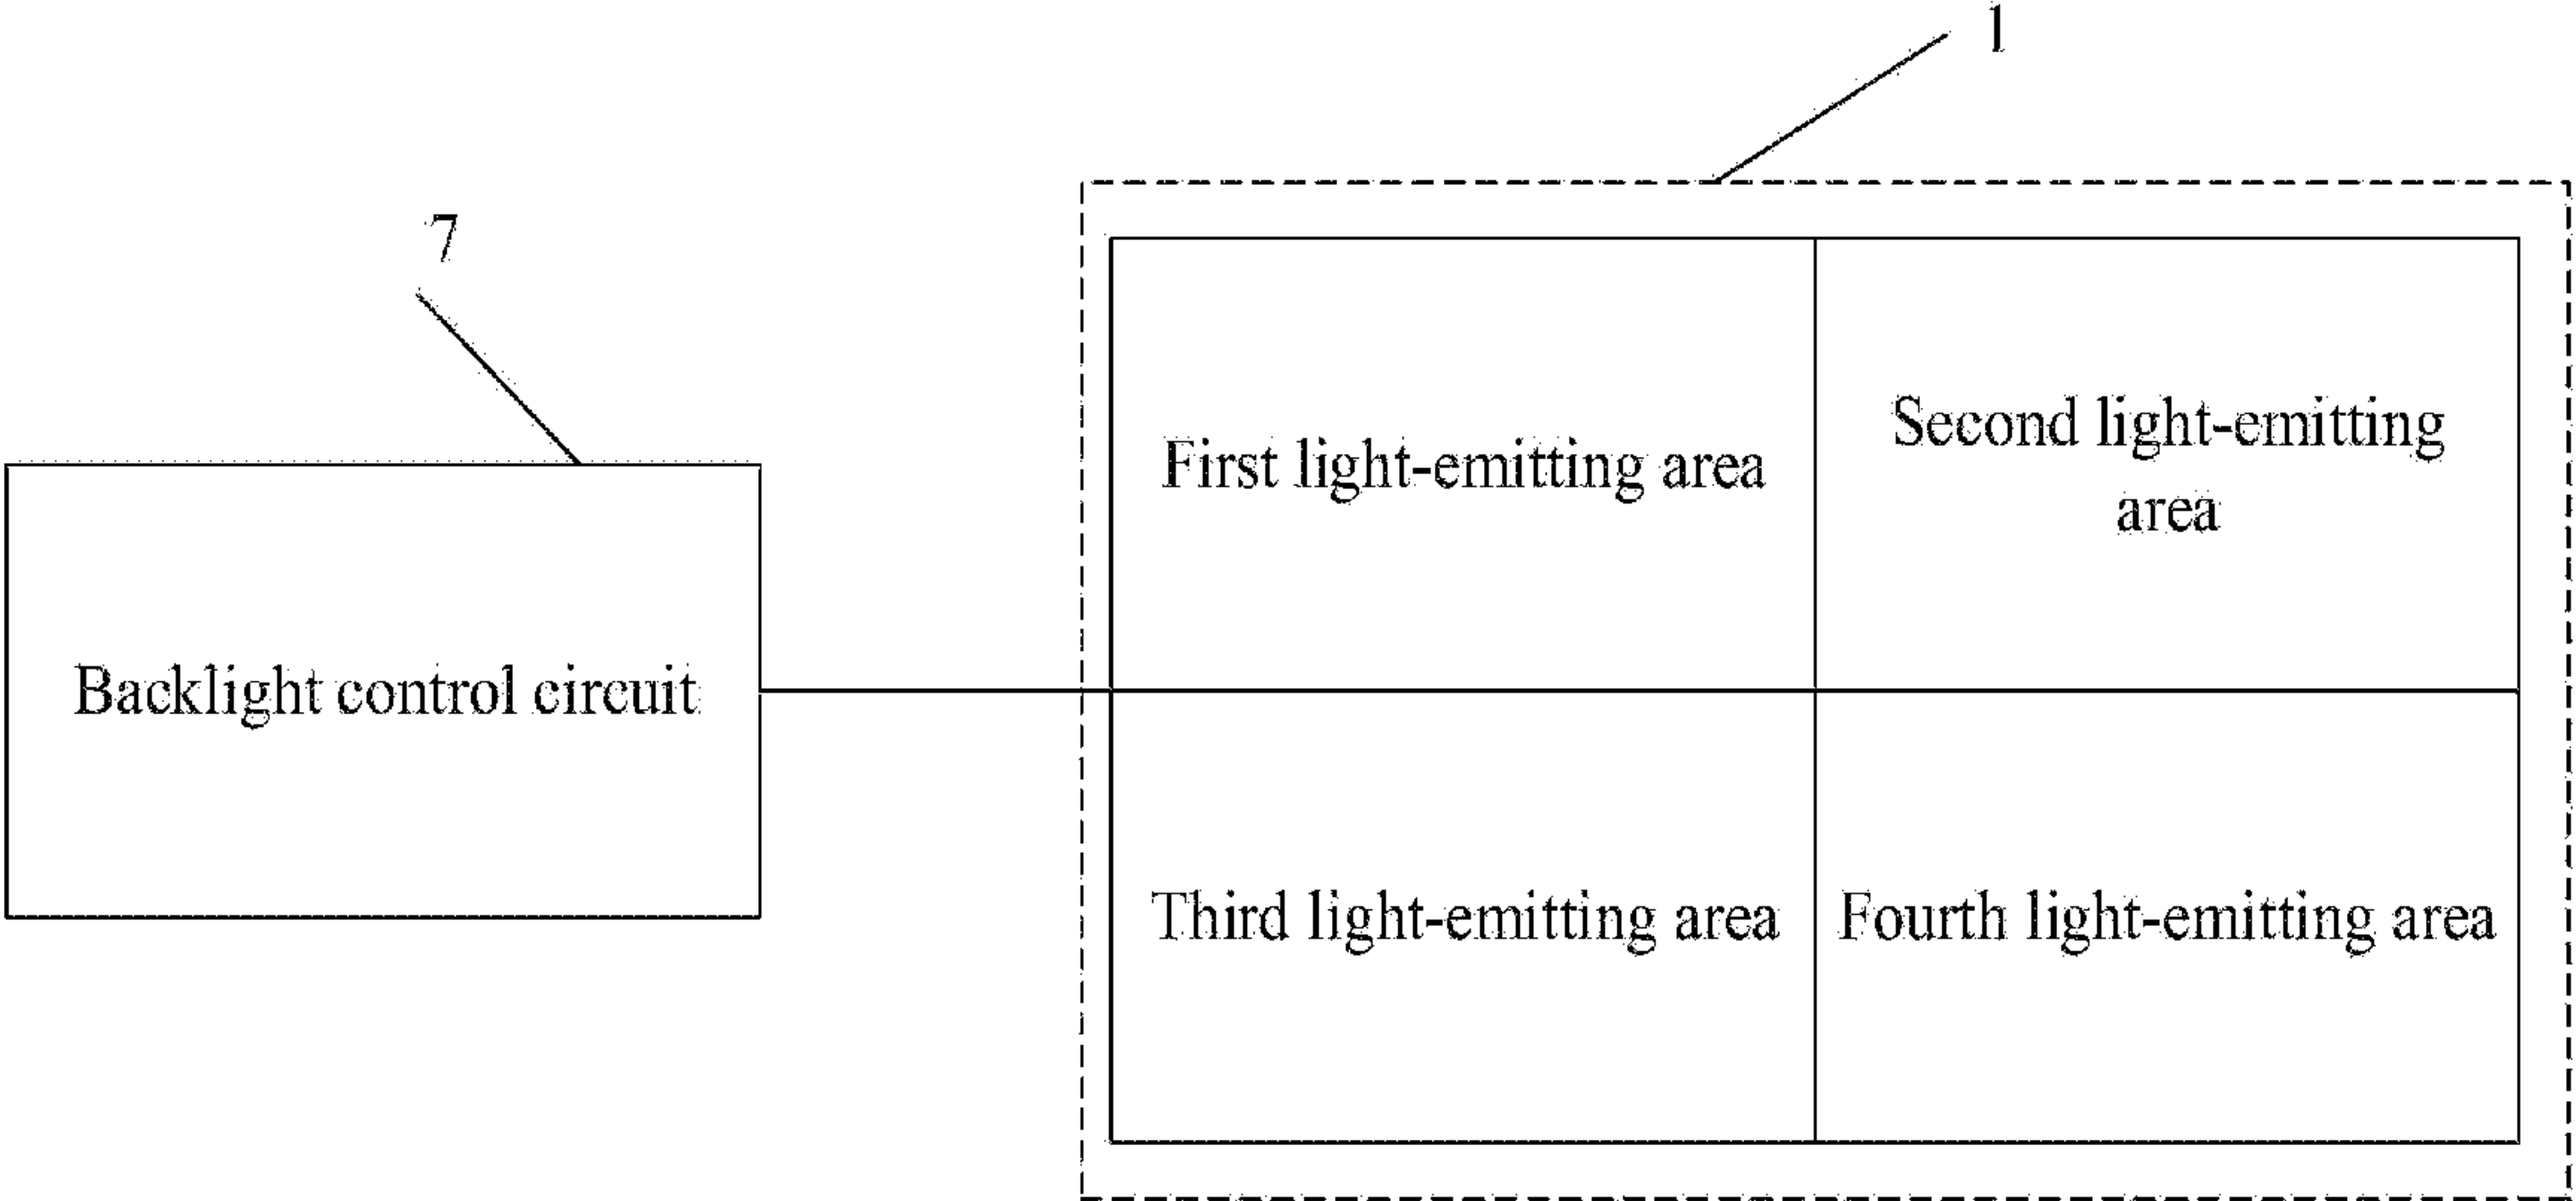 1
7
First light-emitting area
Second light-emitting
area
Backlight control circuit
Third light-emitting area
Fourth light-emitting area